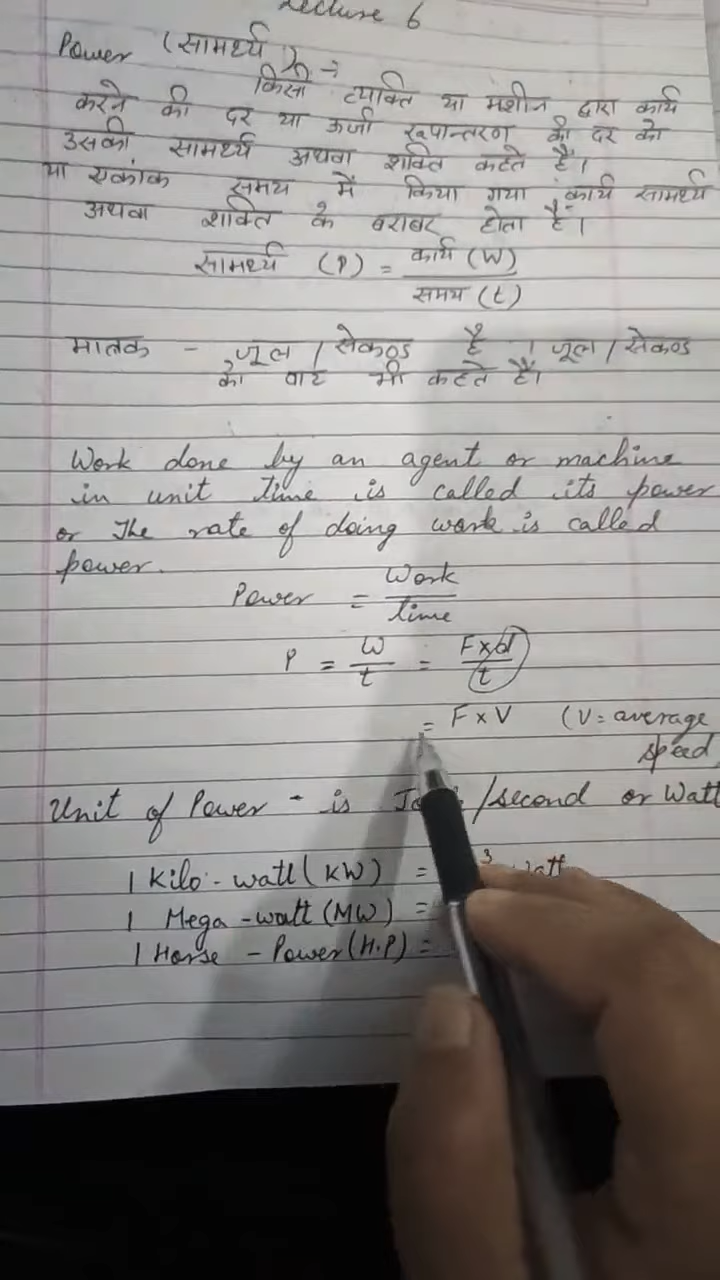 Lecture 6
Power (सामर्थ्य) →
किसी व्यक्ति या मशीन द्वारा कार्य
करने की दर या ऊर्जा रूपान्तरण की दर को
उसकी सामर्थ्य अथवा शक्ति कहते हैं।
या एकांक समय में किया गया कार्य सामर्थ्य
अथवा शक्ति के बराबर होता है।
सामर्थ्य (P) = कार्य (W)
समय (t)
मातक - जूल / सेकण्ड है । जूल / सेकण्ड
को वाट भी कहते हैं।
Work done by an agent or machine
in unit time is called its power
or The rate of doing work is called
power.
Power = Work
time
P = W/t = F×d/t
= F×V (V = average
speed
Unit of Power - is /second or Watt
1 Kilo-watt (KW) = 3 watt
1 Mega-watt (MW) =
1 Horse - Power (H.P) =